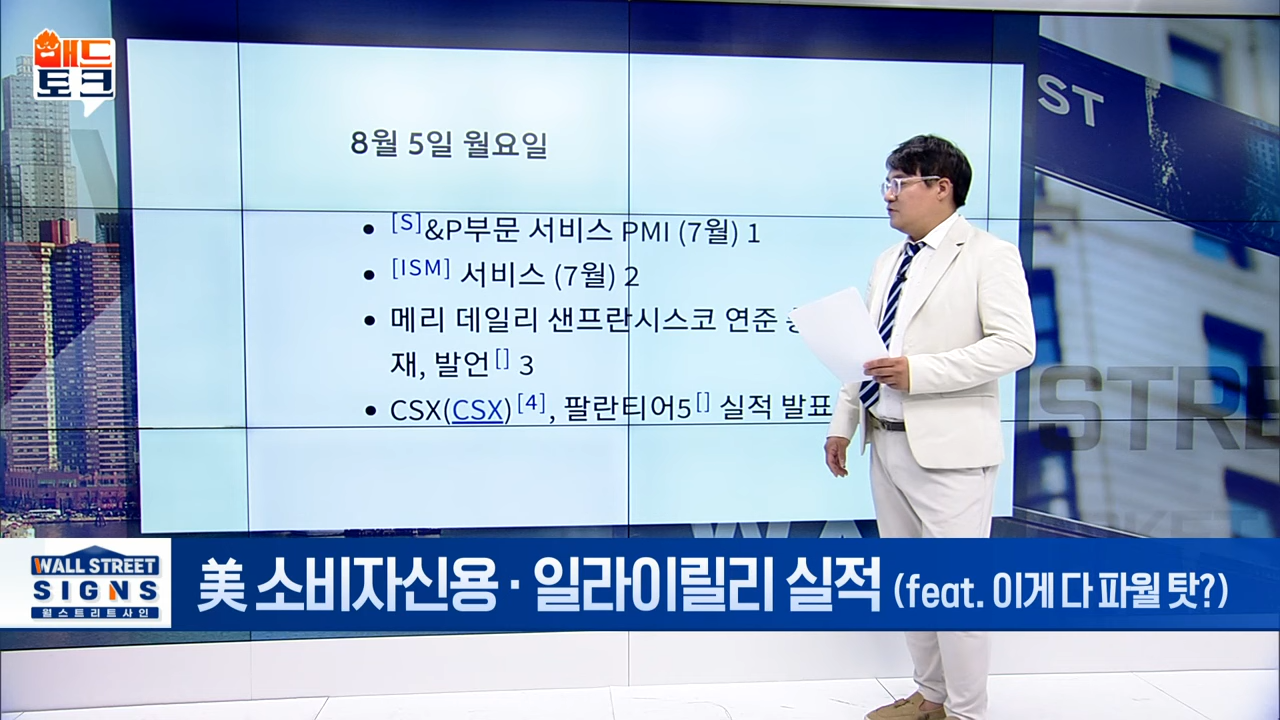 매드
토크
ST
8월 5일 월요일
• [S]&P부문 서비스 PMI (7월) 1
• [ISM] 서비스 (7월) 2
• 메리 데일리 샌프란시스코 연준
재, 발언[] 3
• CSX(CSX)[4], 팔란티어5[] 실적 발표
STRE
WALL STREET
SIGNS
월스트리트사인
美 소비자신용·일라이릴리 실적 (feat. 이게 다 파월 탓?)